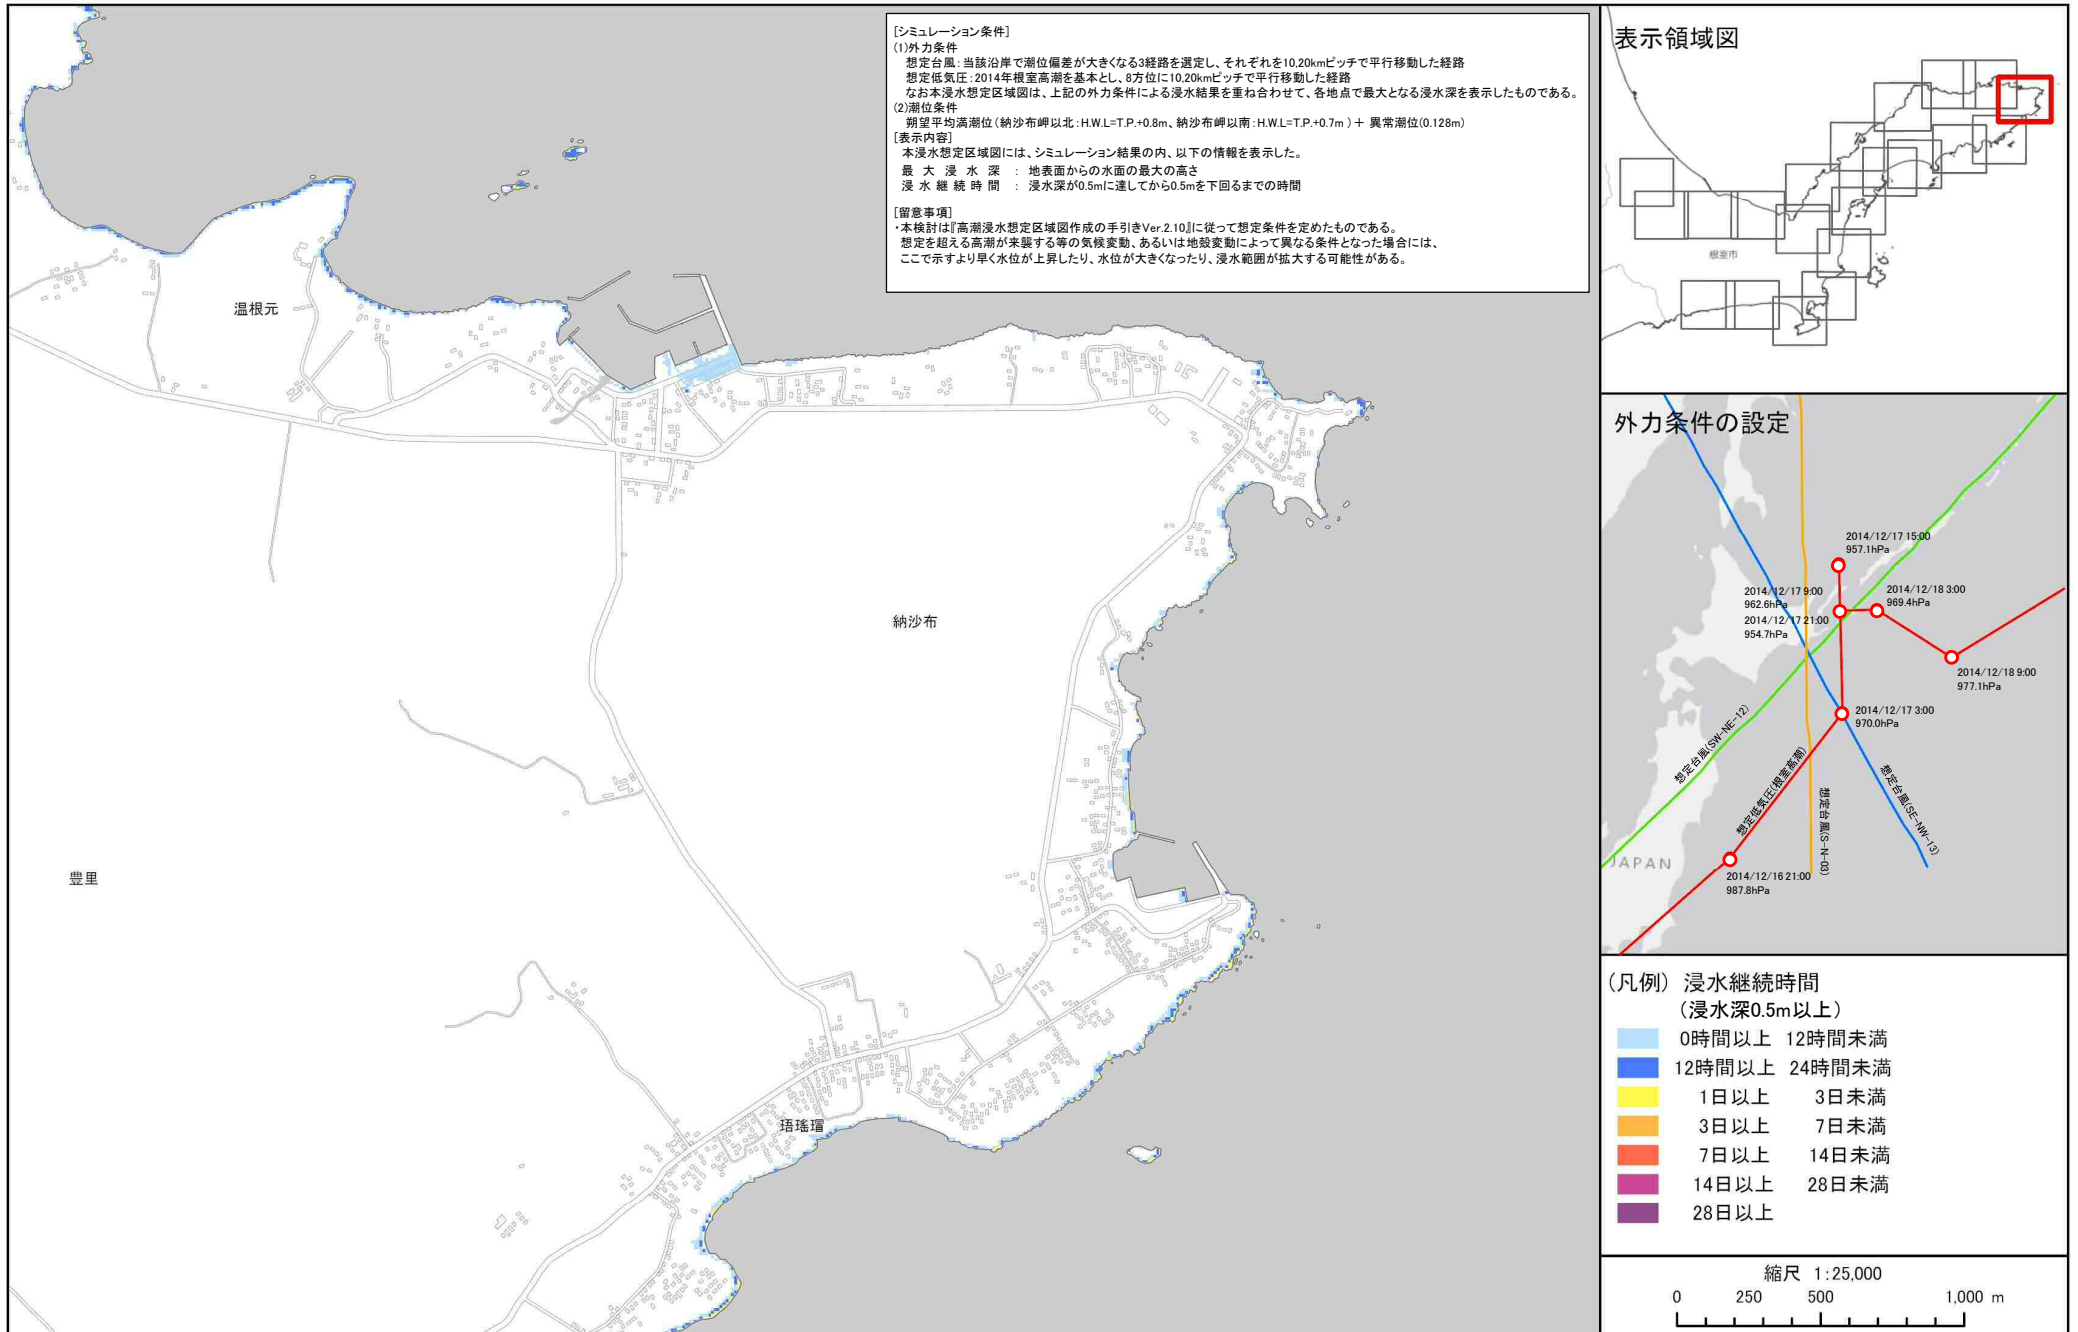 [シミュレーション条件]
(1)外力条件
想定台風:当該沿岸で潮位偏差が大きくなる3経路を選定し、それぞれを10,20kmピッチで平行移動した経路
想定低気圧:2014年根室高潮を基本とし、8方位に10,20kmピッチで平行移動した経路
なお本浸水想定区域図は、上記の外力条件による浸水結果を重ね合わせて、各地点で最大となる浸水深を表示したものである。
(2)潮位条件
朔望平均満潮位(納沙布岬以北:H.W.L=T.P.+0.8m、納沙布岬以南:H.W.L=T.P.+0.7m)+ 異常潮位(0.128m)
[表示内容]
本浸水想定区域図には、シミュレーション結果の内、以下の情報を表示した。
最 大 浸 水 深 : 地表面からの水面の最大の高さ
浸 水 継 続 時 間 : 浸水深が0.5mに達してから0.5mを下回るまでの時間
[留意事項]
・本検討は『高潮浸水想定区域図作成の手引きVer.2.10』に従って想定条件を定めたものである。
想定を超える高潮が来襲する等の気候変動、あるいは地殻変動によって異なる条件となった場合には、
ここで示すより早く水位が上昇したり、水位が大きくなったり、浸水範囲が拡大する可能性がある。
温根元
納沙布
豊里
珸瑤瑁
表示領域図
根室市
外力条件の設定
2014/12/17 15:00
957.1hPa
2014/12/17 9:00
962.6hPa
2014/12/17 21:00
954.7hPa
2014/12/18 3:00
969.4hPa
2014/12/18 9:00
977.1hPa
2014/12/17 3:00
970.0hPa
想定台風(SW-NE-12)
想定低気圧(根室高潮)
想定台風(S-N-03)
想定台風(SE-NW-13)
JAPAN
2014/12/16 21:00
987.8hPa
(凡例) 浸水継続時間
(浸水深0.5m以上)
0時間以上 12時間未満
12時間以上 24時間未満
1日以上 3日未満
3日以上 7日未満
7日以上 14日未満
14日以上 28日未満
28日以上
縮尺 1:25,000
0 250 500 1,000 m